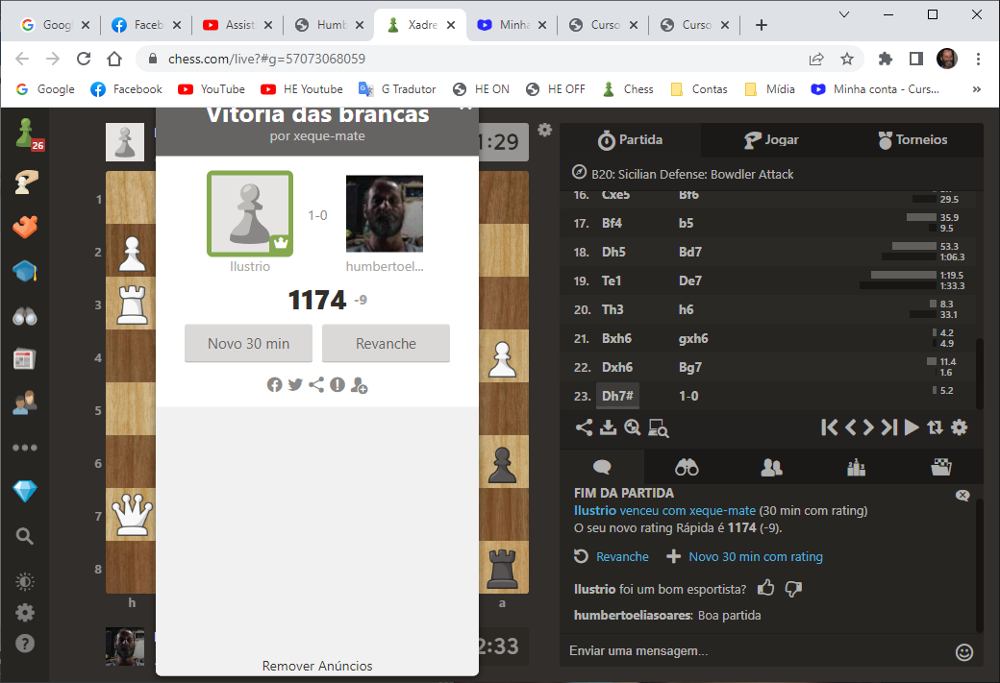 Goog
Faceb
Assist
Humb
Xadre
Minha
Curso
Curso
chess.com/live?#g=57073068059
Google
Facebook
YouTube
HE Youtube
G Tradutor
HE ON
HE OFF
Chess
Contas
Mídia
Minha conta - Curs...
»
26
Vitória das brancas
por xeque-mate
1:29
1-0
Ilustrio
humbertoel...
1174 -9
Novo 30 min
Revanche
Remover Anúncios
1
2
3
4
5
6
7
8
h
a
2:33
Partida
Jogar
Torneios
B20: Sicilian Defense: Bowdler Attack
16. Cxe5 Bf6
29.5
17. Bf4 b5 35.9
9.5
18. Dh5 Bd7 53.3
1:06.3
19. Te1 De7 1:19.5
1:33.3
20. Th3 h6 8.3
33.1
21. Bxh6 gxh6 4.2
4.9
22. Dxh6 Bg7 11.4
1.6
23. Dh7# 1-0 5.2
FIM DA PARTIDA
Ilustrio venceu com xeque-mate (30 min com rating)
O seu novo rating Rápida é 1174 (-9).
Revanche
Novo 30 min com rating
Ilustrio foi um bom esportista?
humbertoeliasoares: Boa partida
Enviar uma mensagem...